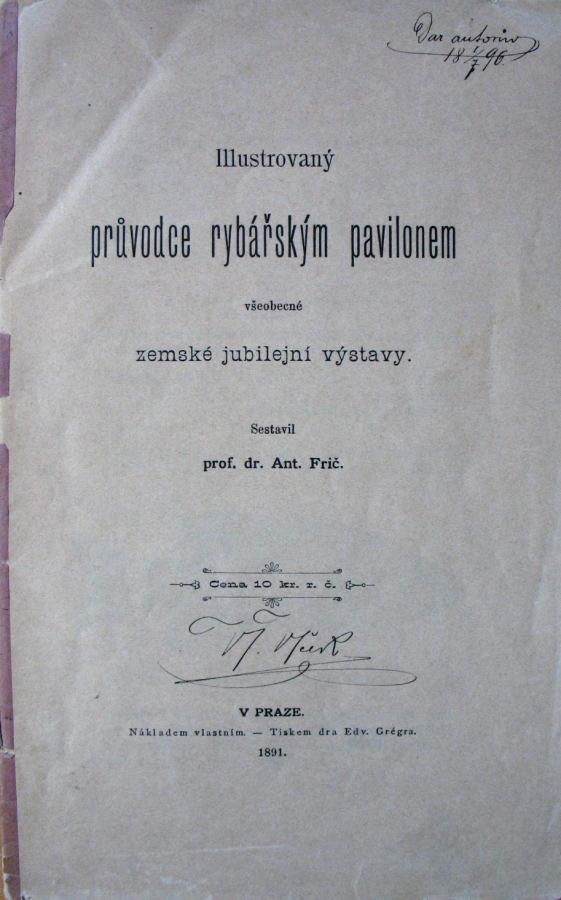 Dar autorův
18 1/7 96.
Illustrovaný
průvodce rybářským pavilonem
všeobecné
zemské jubilejní výstavy.
Sestavil
prof. dr. Ant. Frič.
Cena 10 kr. r. č.
V PRAZE.
Nákladem vlastním. — Tiskem dra Edv. Grégra.
1891.